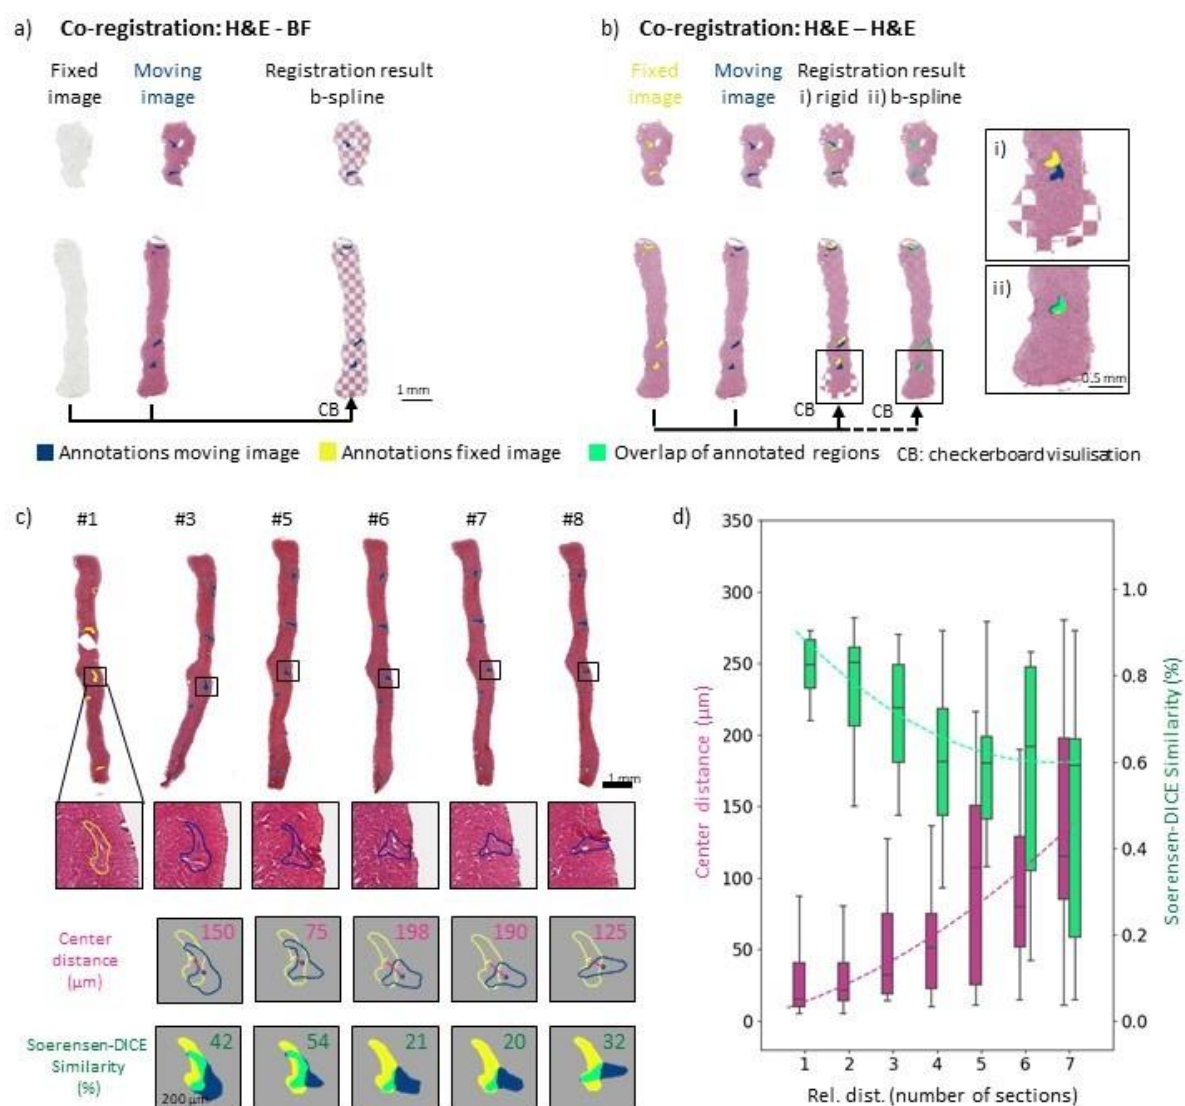 a) Co-registration: H&E - BF
Fixed image
Moving image
Registration result b-spline
CB
1 mm
b) Co-registration: H&E – H&E
Fixed image
Moving image
Registration result
i) rigid ii) b-spline
CB
CB
i)
ii)
0.5 mm
Annotations moving image
Annotations fixed image
Overlap of annotated regions
CB: checkerboard visulisation
c)
#1 #3 #5 #6 #7 #8
1 mm
Center distance (μm)
150 75 198 190 125
Soerensen-DICE Similarity (%)
42 54 21 20 32
200 μm
d)
Center distance (μm)
350
300
250
200
150
100
50
0
1.0
0.8
0.6
0.4
0.2
0.0
Soerensen-DICE Similarity (%)
1 2 3 4 5 6 7
Rel. dist. (number of sections)